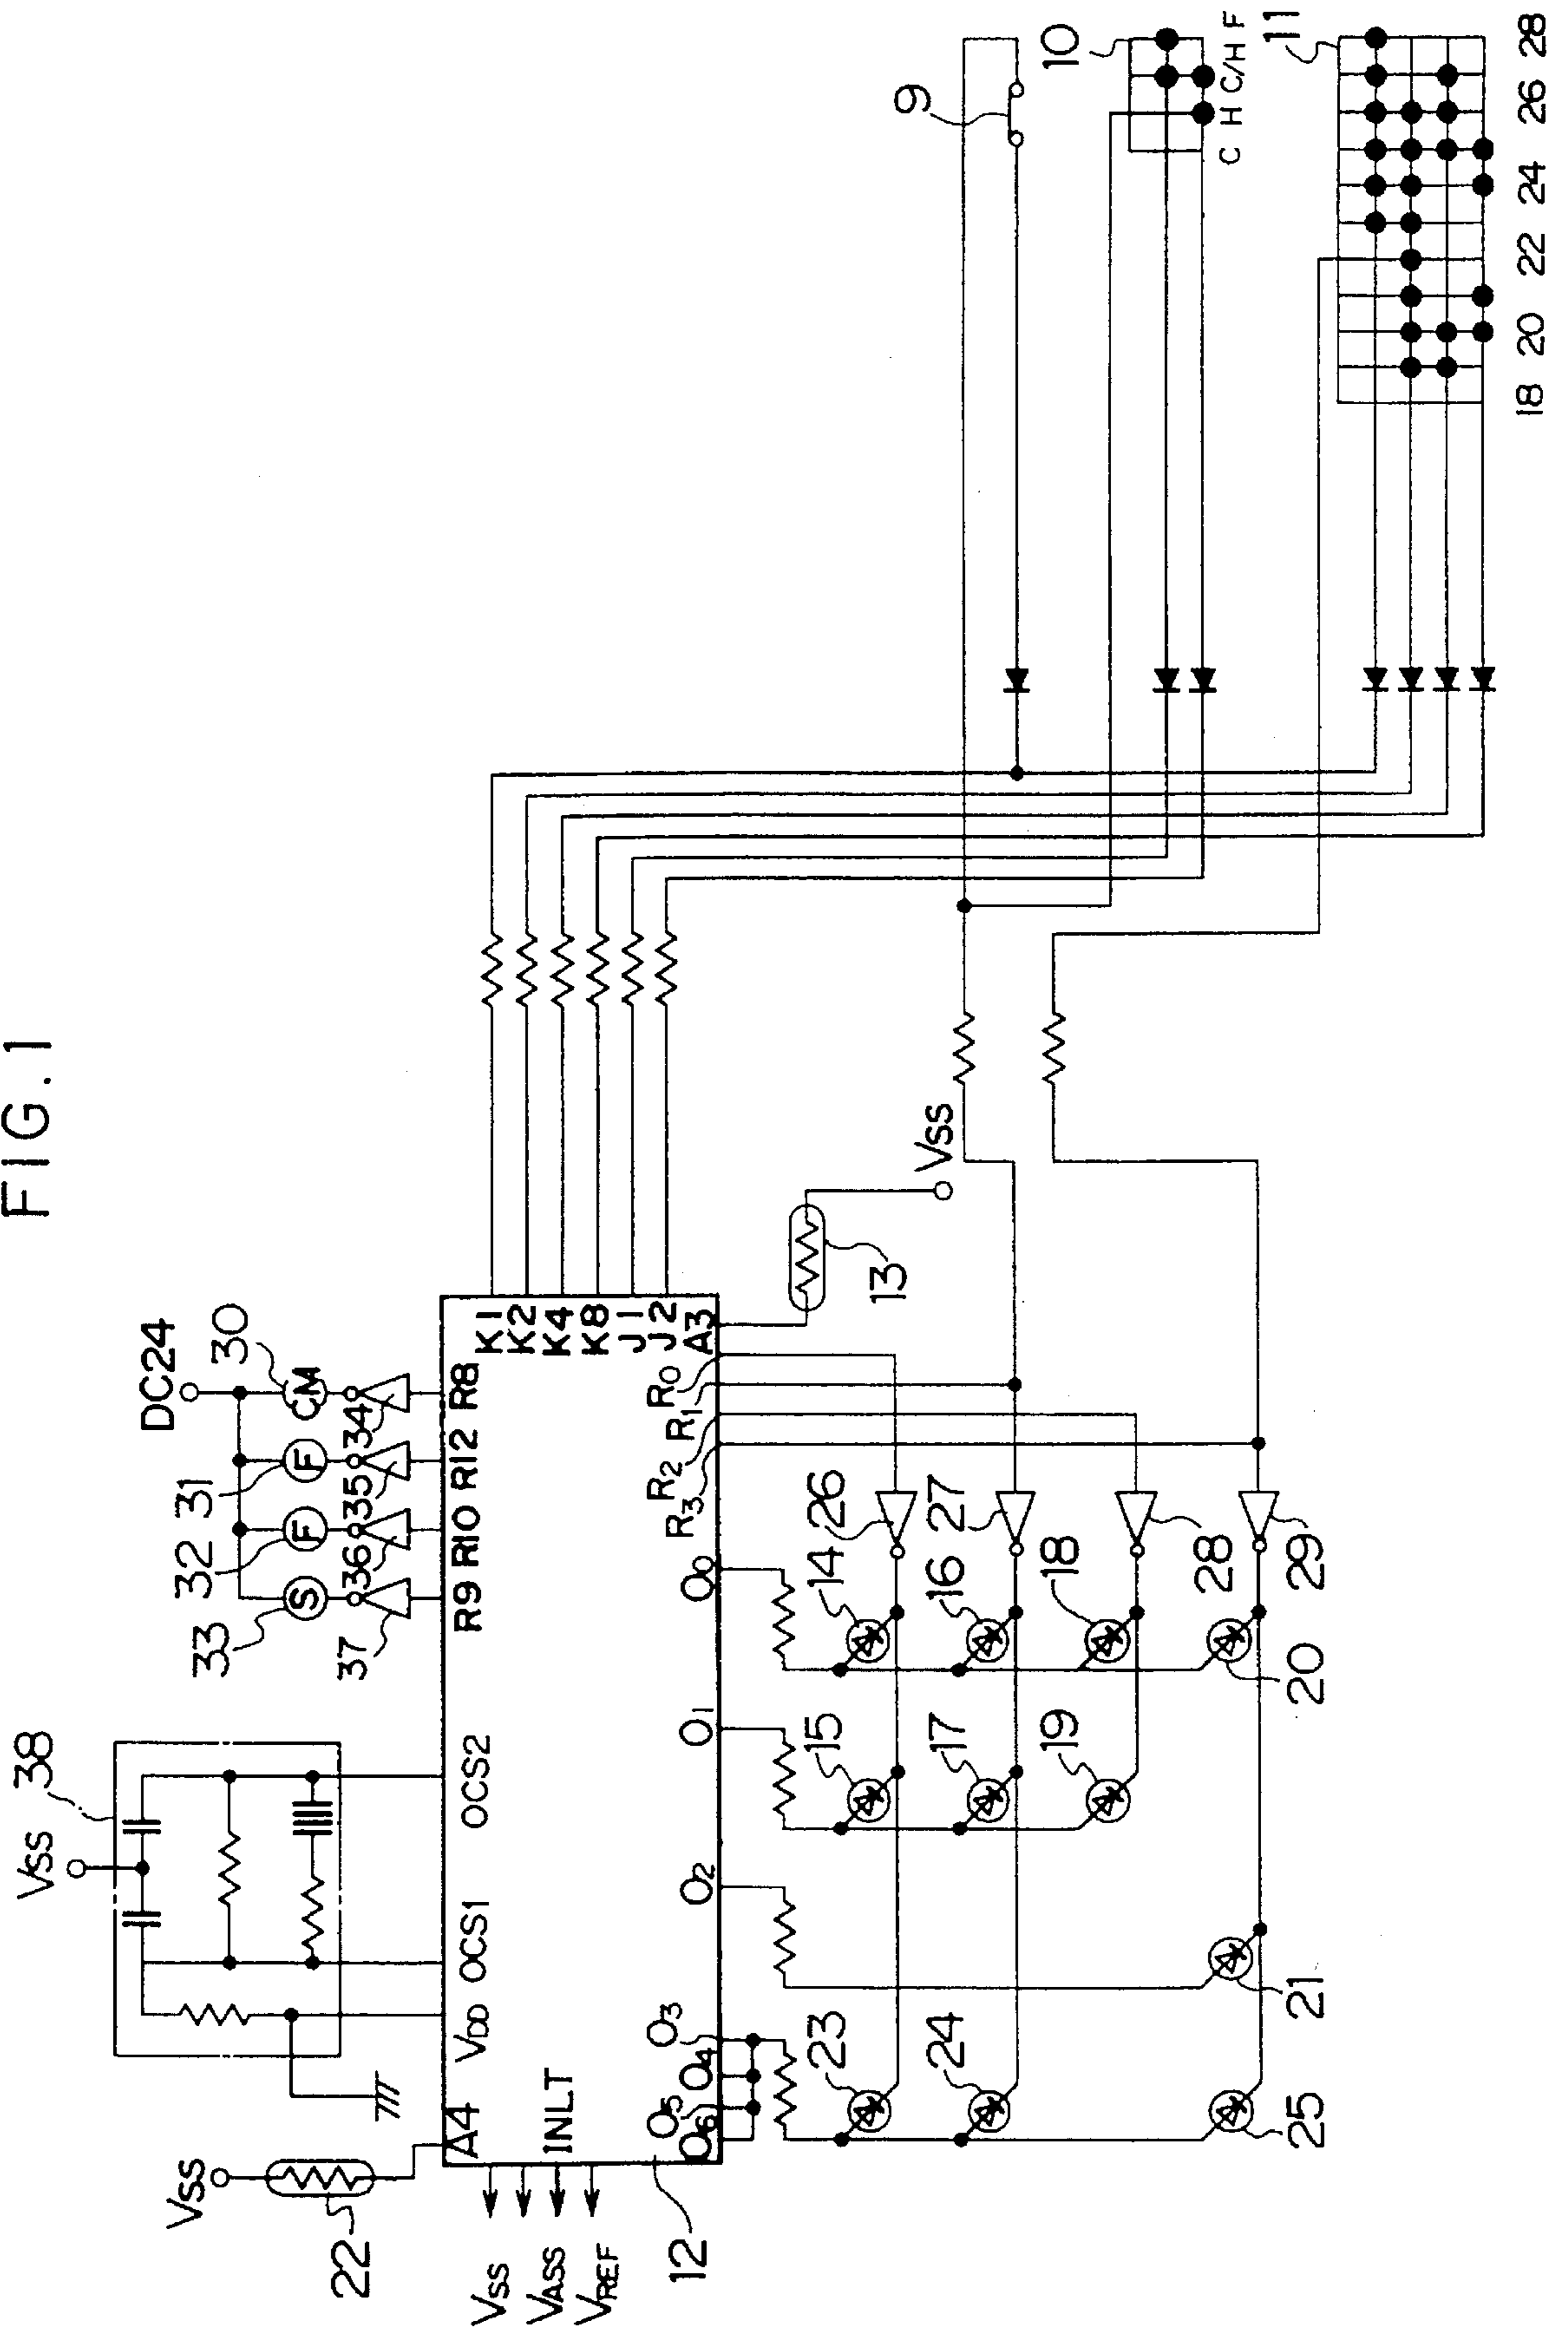 FIG. 1
38
VSS
DC24
30
31
32
33
34
35
36
37
VSS
22
A4
VDD
OCS1
OCS2
R9
R10
R12
R8
CM
F
F
S
K1
K2
K4
K8
J1
J2
A3
R0
R1
R2
R3
O0
O1
O2
O3
O4
O5
O6
INLT
VSS
VASS
VREF
12
13
VSS
14
15
16
17
18
19
20
21
23
24
25
26
27
28
29
9
10
C H C/H F
11
18 20 22 24 26 28